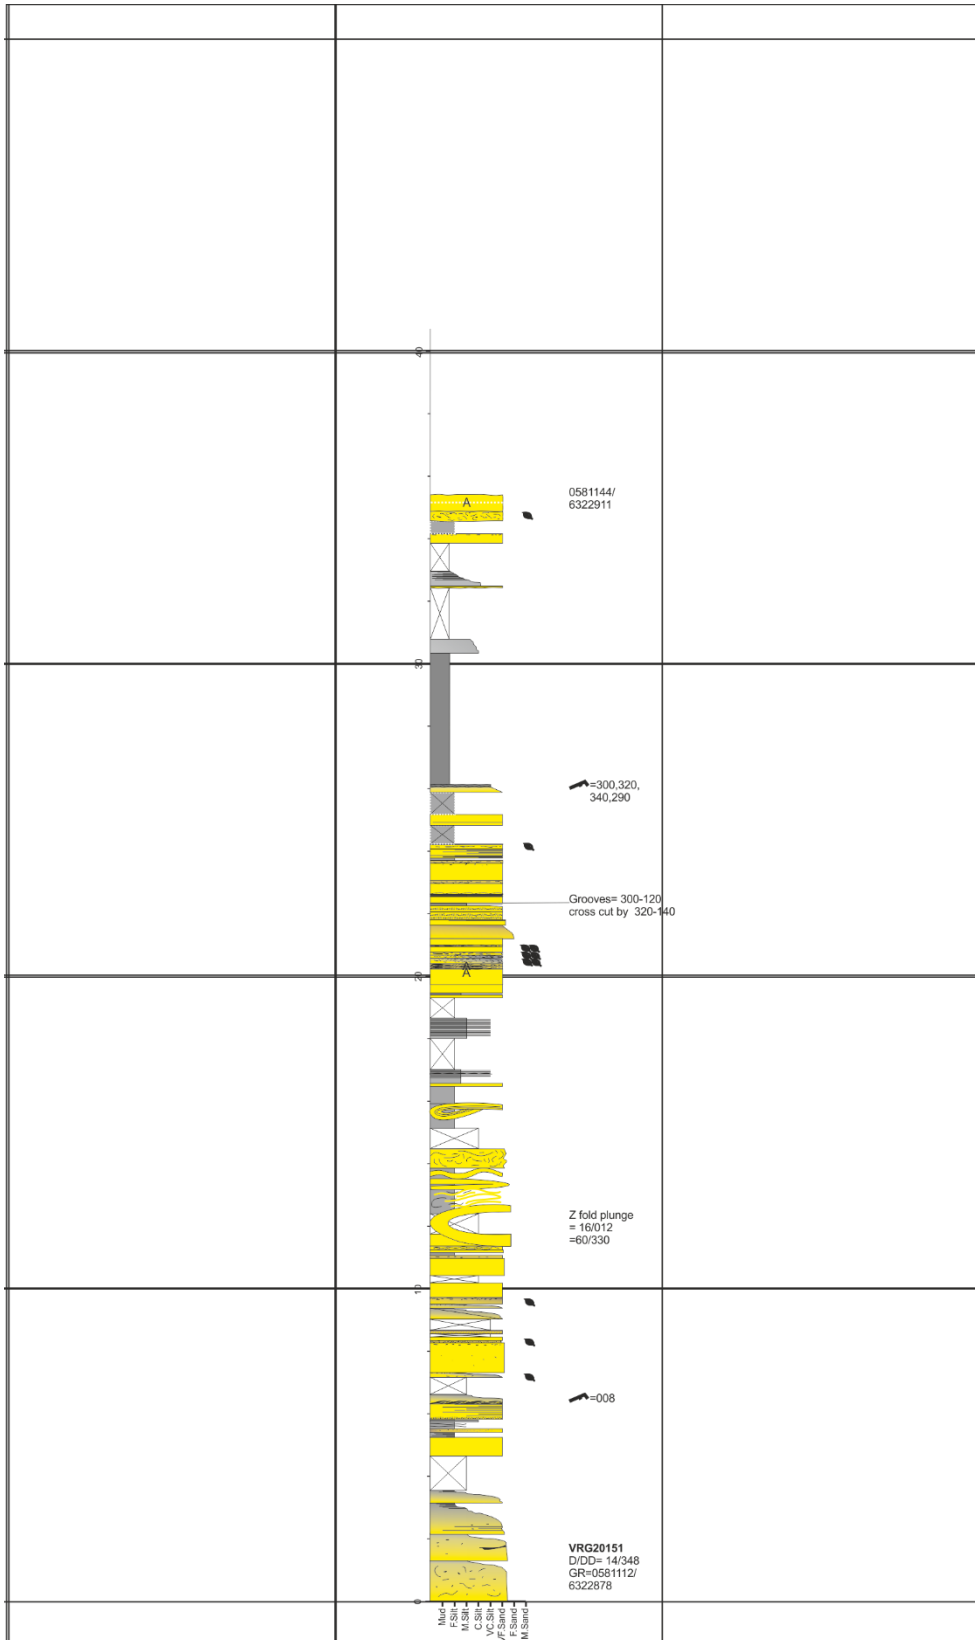 40
0581144/
6322911
A
30
=300,320,
340,290
Grooves= 300-120
cross cut by 320-140
20
A
Z fold plunge
= 16/012
=60/330
10
=008
VRG20151
D/DD= 14/348
GR=0581112/
6322878
0
Mud
F.Silt
M.Silt
C.Silt
VC.Silt
VF.Sand
F.Sand
M.Sand